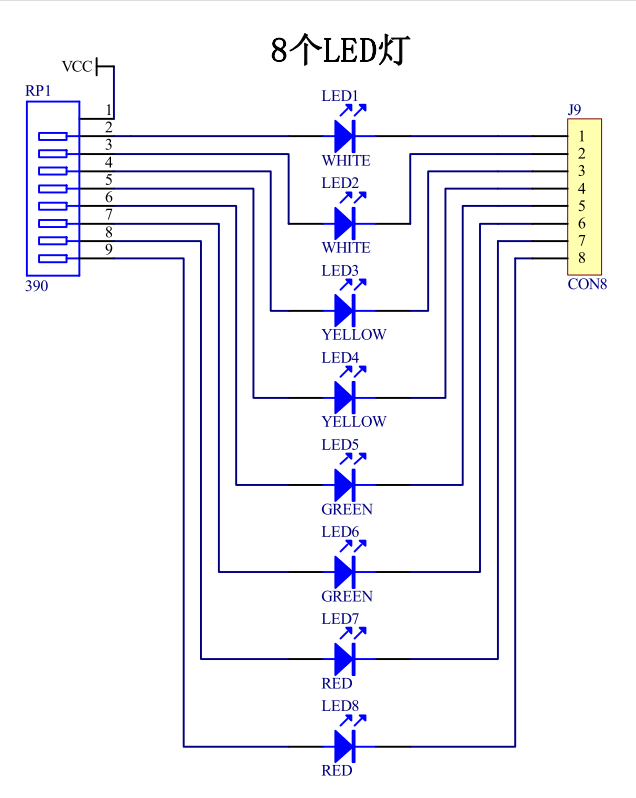 8个LED灯
VCC
RP1
1
2
3
4
5
6
7
8
9
390
LED1
WHITE
LED2
WHITE
LED3
YELLOW
LED4
YELLOW
LED5
GREEN
LED6
GREEN
LED7
RED
LED8
RED
J9
1
2
3
4
5
6
7
8
CON8